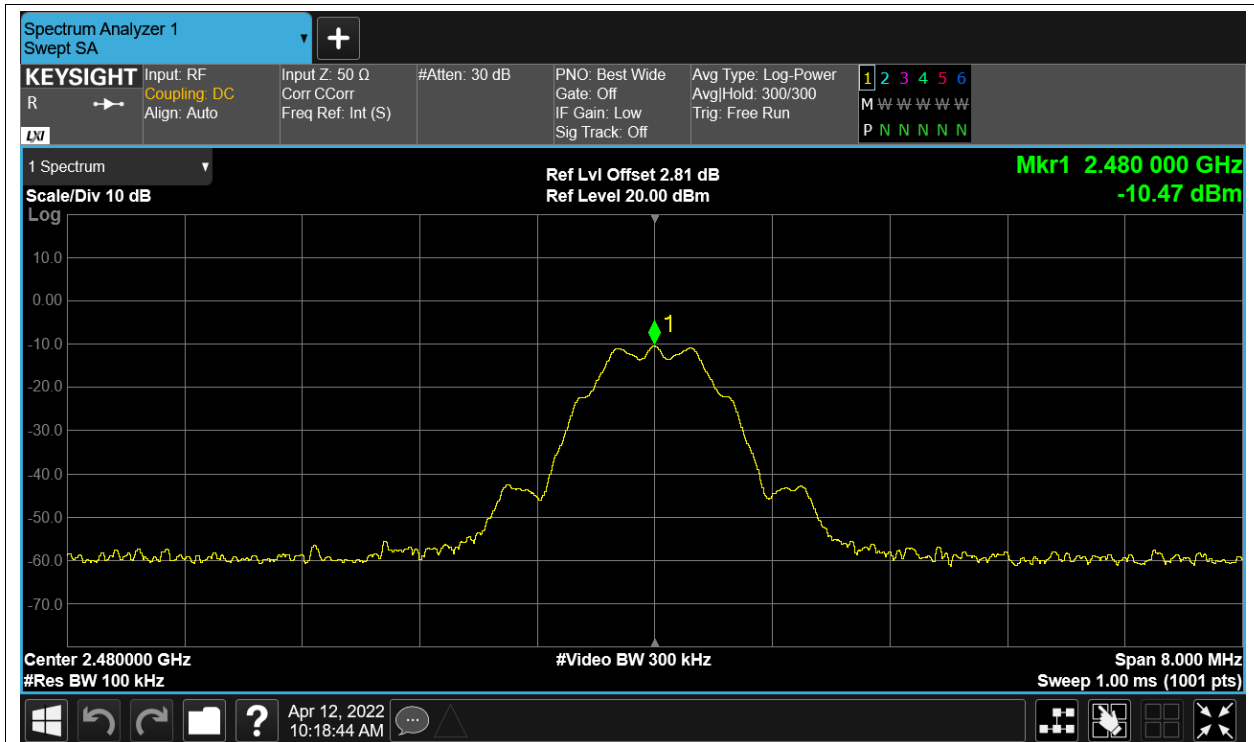 Spectrum Analyzer 1
Swept SA
KEYSIGHT
R
LXI
Input: RF
Coupling: DC
Align: Auto
Input Z: 50 Ω
Corr CCorr
Freq Ref: Int (S)
#Atten: 30 dB
PNO: Best Wide
Gate: Off
IF Gain: Low
Sig Track: Off
Avg Type: Log-Power
Avg|Hold: 300/300
Trig: Free Run
1 2 3 4 5 6
M W W W W W
P N N N N N
1 Spectrum
Scale/Div 10 dB
Ref Lvl Offset 2.81 dB
Ref Level 20.00 dBm
Mkr1 2.480 000 GHz
-10.47 dBm
Log
10.0
0.00
1
-10.0
-20.0
-30.0
-40.0
-50.0
-60.0
-70.0
Center 2.480000 GHz
#Video BW 300 kHz
Span 8.000 MHz
#Res BW 100 kHz
Sweep 1.00 ms (1001 pts)
?
Apr 12, 2022
10:18:44 AM